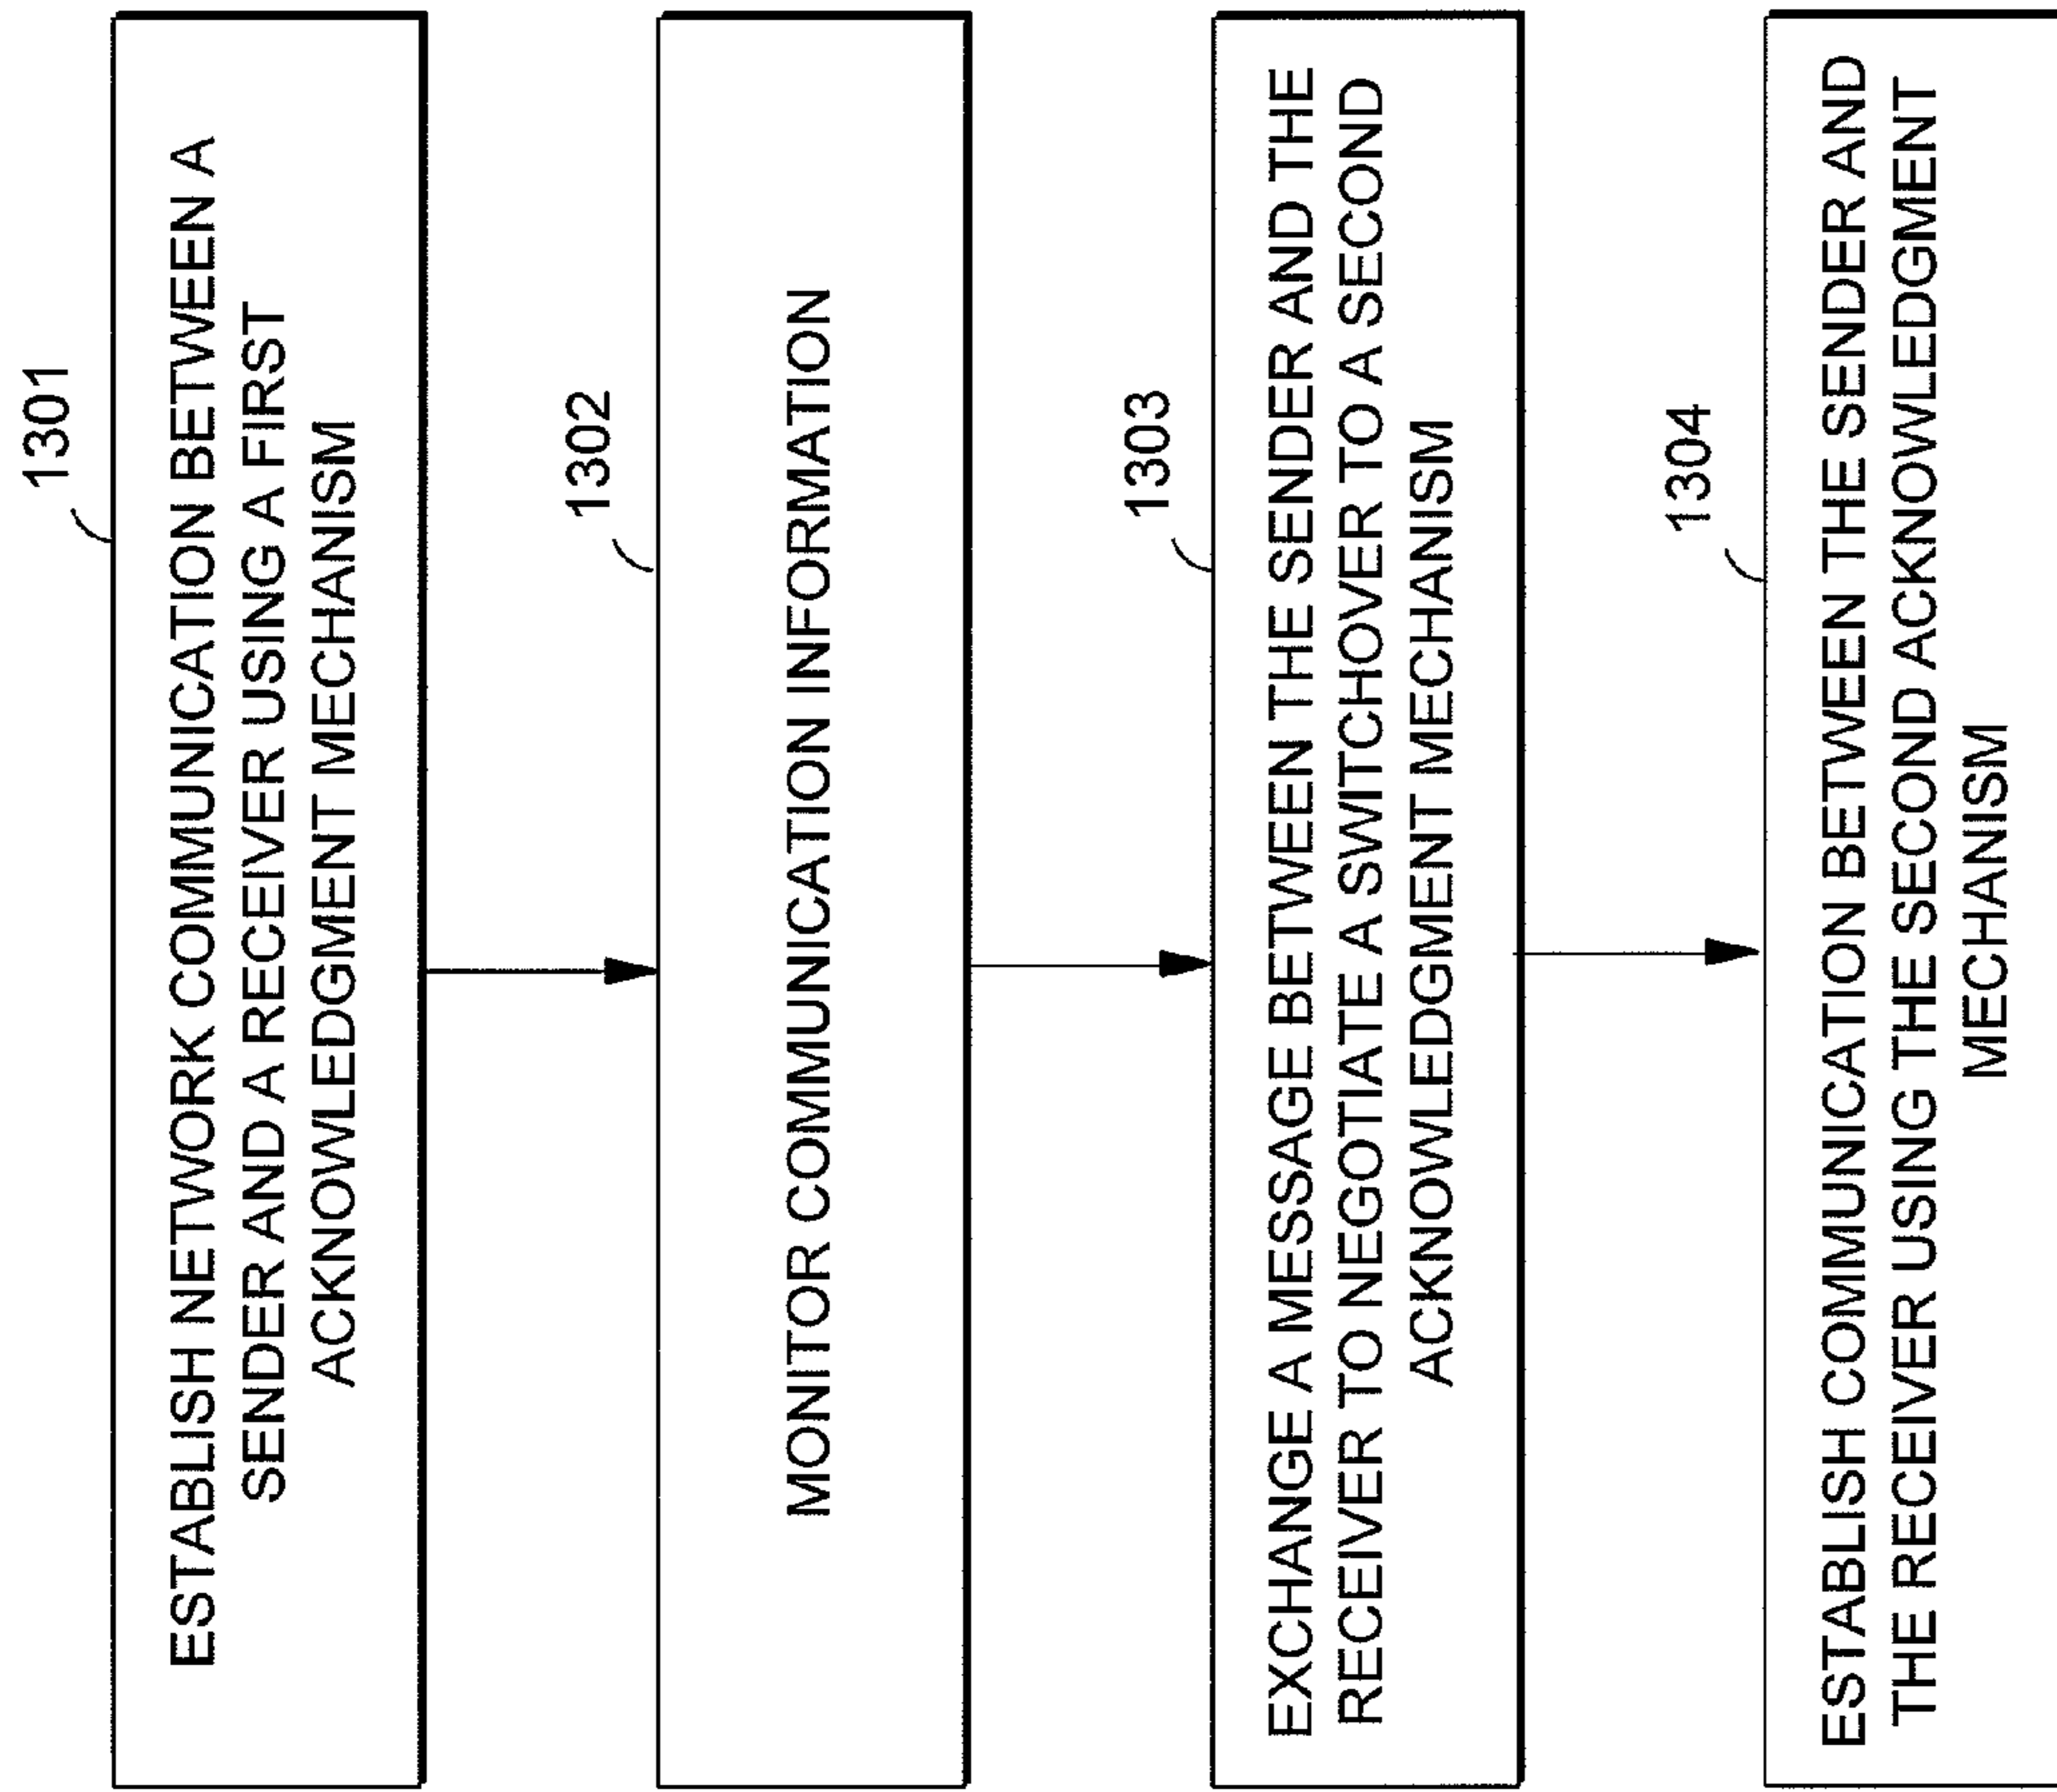 1301
ESTABLISH NETWORK COMMUNICATION BETWEEN A
SENDER AND A RECEIVER USING A FIRST
ACKNOWLEDGMENT MECHANISM
1302
MONITOR COMMUNICATION INFORMATION
1303
EXCHANGE A MESSAGE BETWEEN THE SENDER AND THE
RECEIVER TO NEGOTIATE A SWITCHOVER TO A SECOND
ACKNOWLEDGMENT MECHANISM
1304
ESTABLISH COMMUNICATION BETWEEN THE SENDER AND
THE RECEIVER USING THE SECOND ACKNOWLEDGMENT
MECHANISM